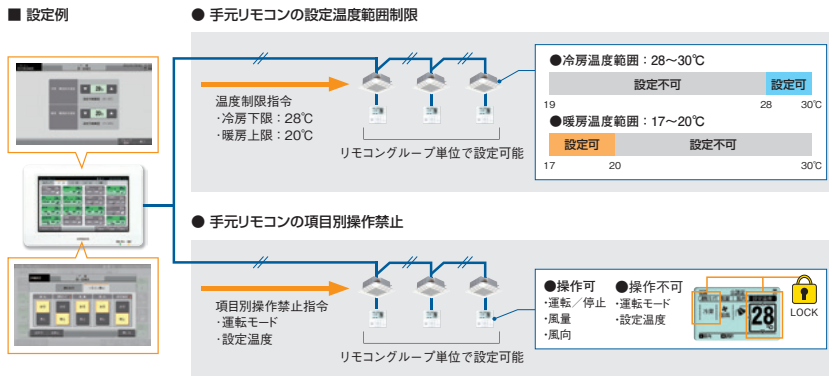 ■ 設定例
● 手元リモコンの設定温度範囲制限
温度制限指令
・冷房下限：28℃
・暖房上限：20℃
リモコングループ単位で設定可能
●冷房温度範囲：28〜30℃
設定不可 設定可
19 28 30℃
●暖房温度範囲：17〜20℃
設定可 設定不可
17 20 30℃
● 手元リモコンの項目別操作禁止
項目別操作禁止指令
・運転モード
・設定温度
リモコングループ単位で設定可能
●操作可
・運転／停止
・風量
・風向
●操作不可
・運転モード
・設定温度
冷房
28
LOCK